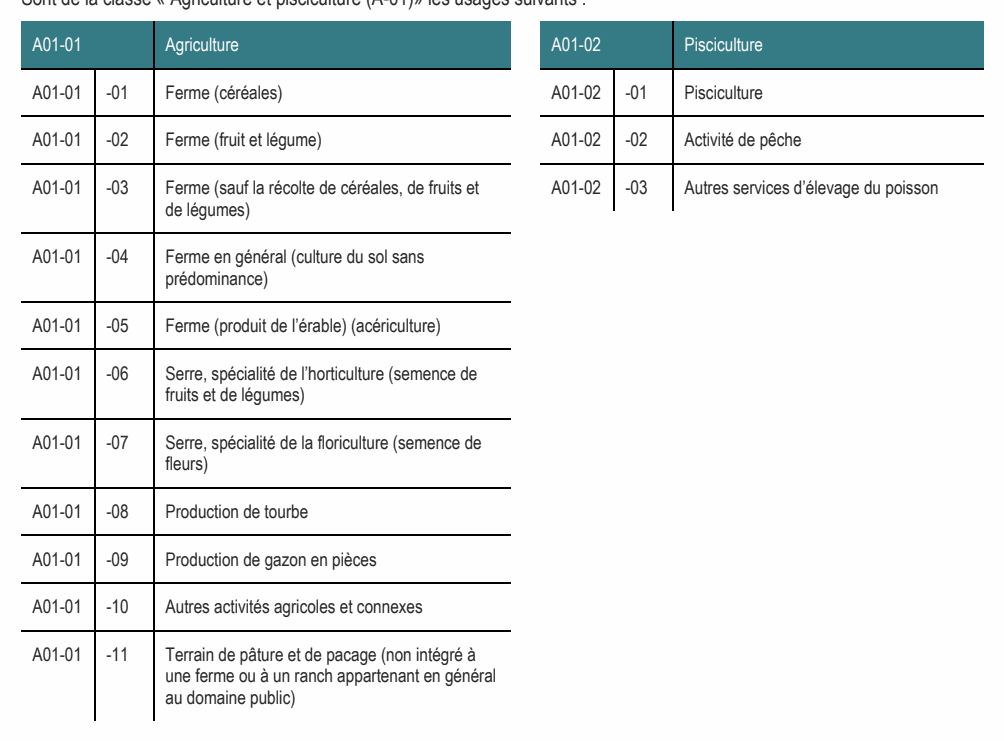 Sont de la classe « Agriculture et pisciculture (A-01)» les usages suivants :
A01-01 Agriculture
A01-01 -01 Ferme (céréales)
A01-01 -02 Ferme (fruit et légume)
A01-01 -03 Ferme (sauf la récolte de céréales, de fruits et
de légumes)
A01-01 -04 Ferme en général (culture du sol sans
prédominance)
A01-01 -05 Ferme (produit de l’érable) (acériculture)
A01-01 -06 Serre, spécialité de l’horticulture (semence de
fruits et de légumes)
A01-01 -07 Serre, spécialité de la floriculture (semence de
fleurs)
A01-01 -08 Production de tourbe
A01-01 -09 Production de gazon en pièces
A01-01 -10 Autres activités agricoles et connexes
A01-01 -11 Terrain de pâture et de pacage (non intégré à
une ferme ou à un ranch appartenant en général
au domaine public)
A01-02 Pisciculture
A01-02 -01 Pisciculture
A01-02 -02 Activité de pêche
A01-02 -03 Autres services d’élevage du poisson